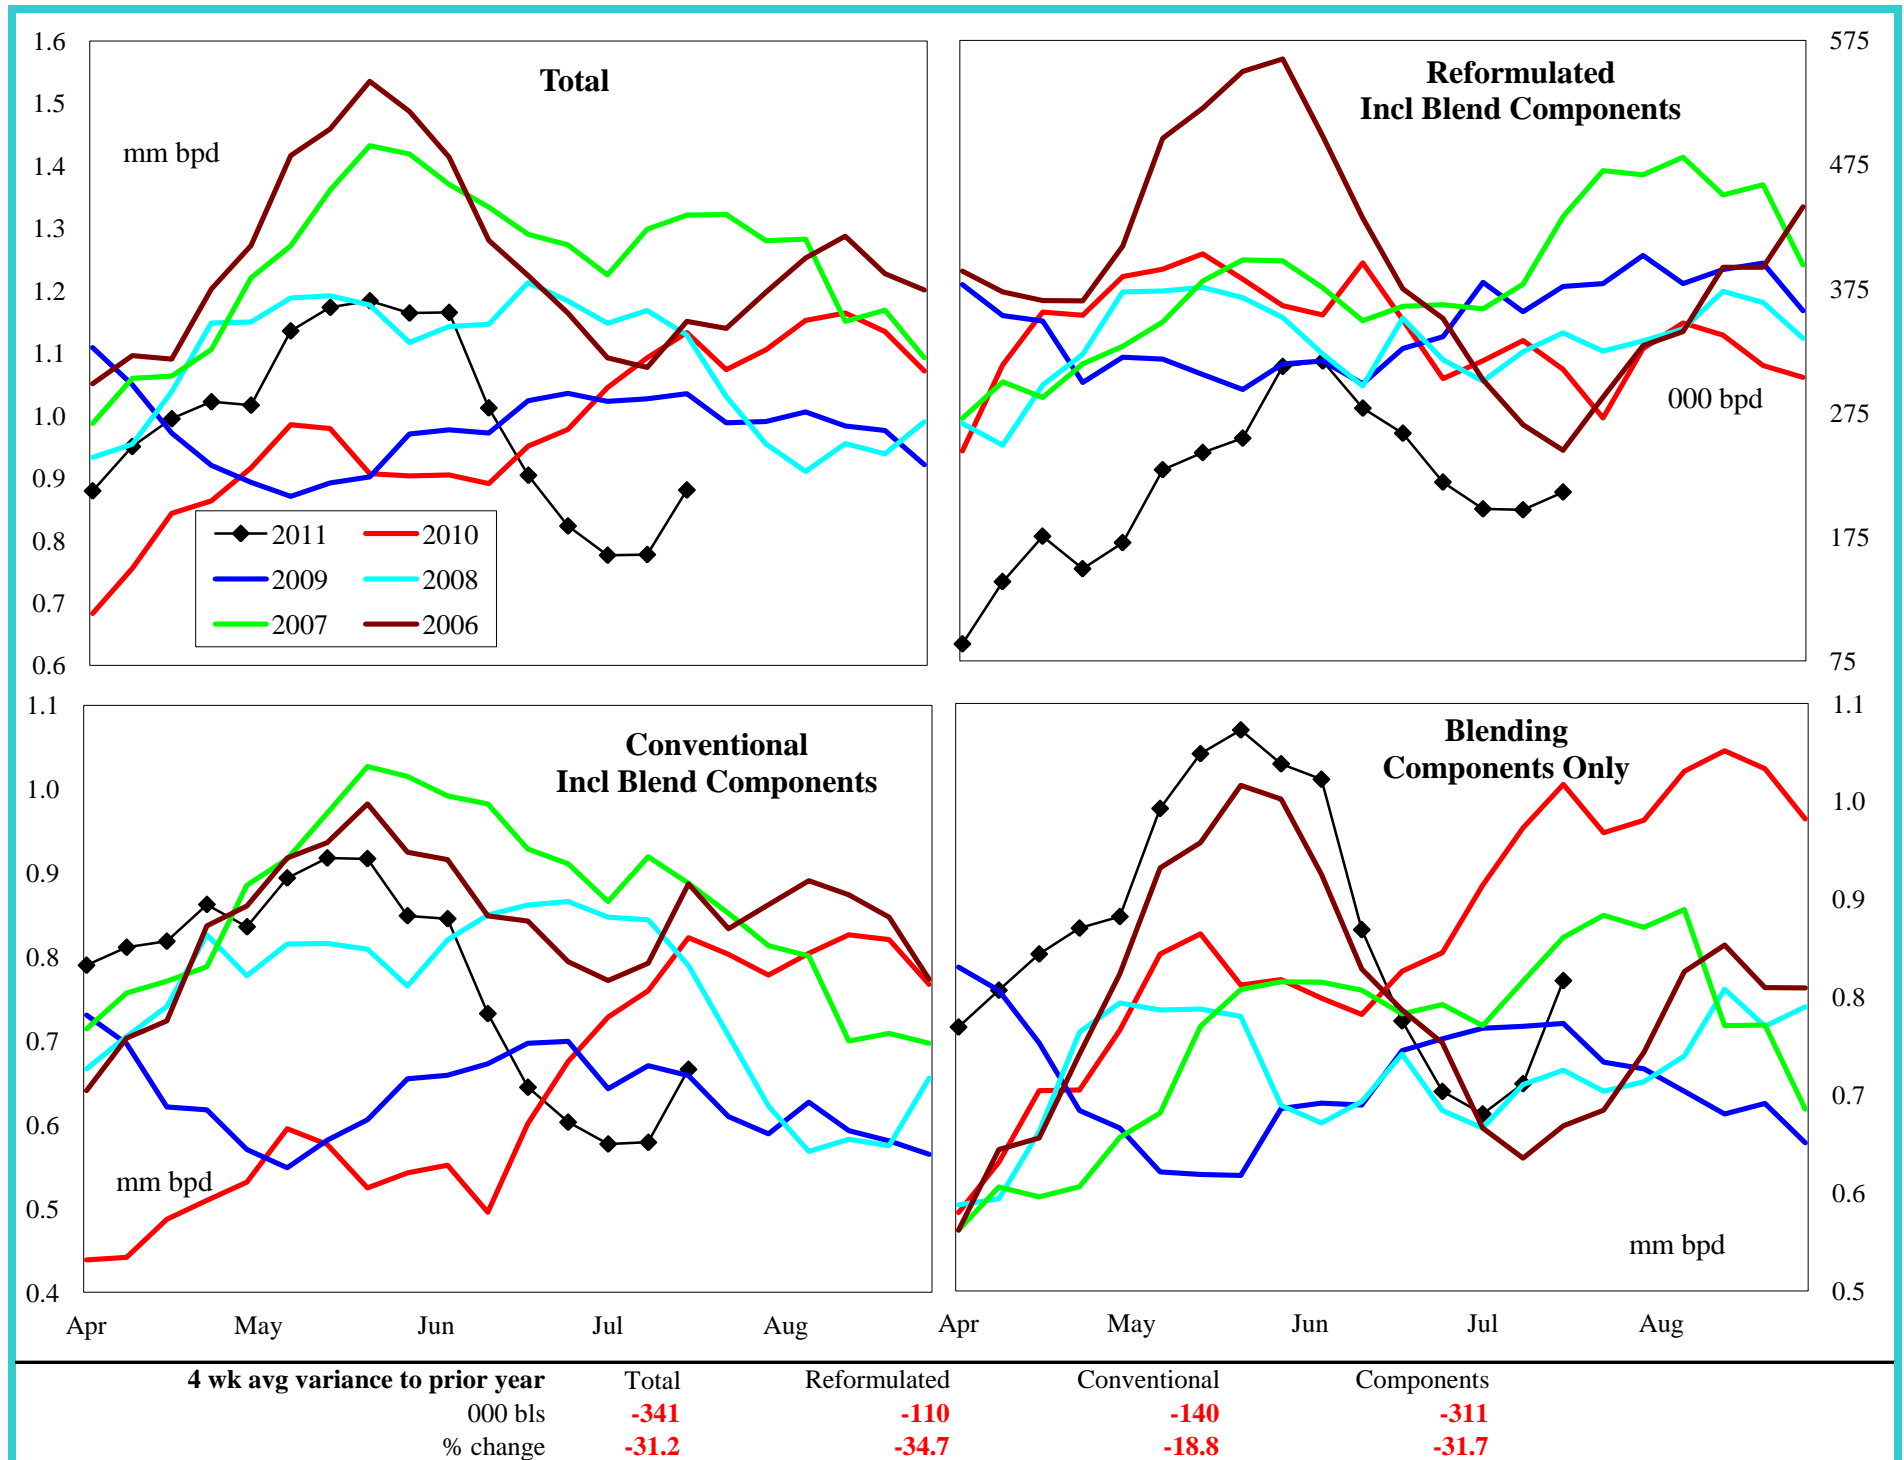 Total
mm bpd
1.6
1.5
1.4
1.3
1.2
1.1
1.0
0.9
0.8
0.7
0.6
2011 2010
2009 2008
2007 2006
Reformulated
Incl Blend Components
000 bpd
575
475
375
275
175
75
Conventional
Incl Blend Components
mm bpd
1.1
1.0
0.9
0.8
0.7
0.6
0.5
0.4
Apr May Jun Jul Aug
Blending
Components Only
mm bpd
1.1
1.0
0.9
0.8
0.7
0.6
0.5
Apr May Jun Jul Aug
4 wk avg variance to prior year Total Reformulated Conventional Components
000 bls -341 -110 -140 -311
% change -31.2 -34.7 -18.8 -31.7